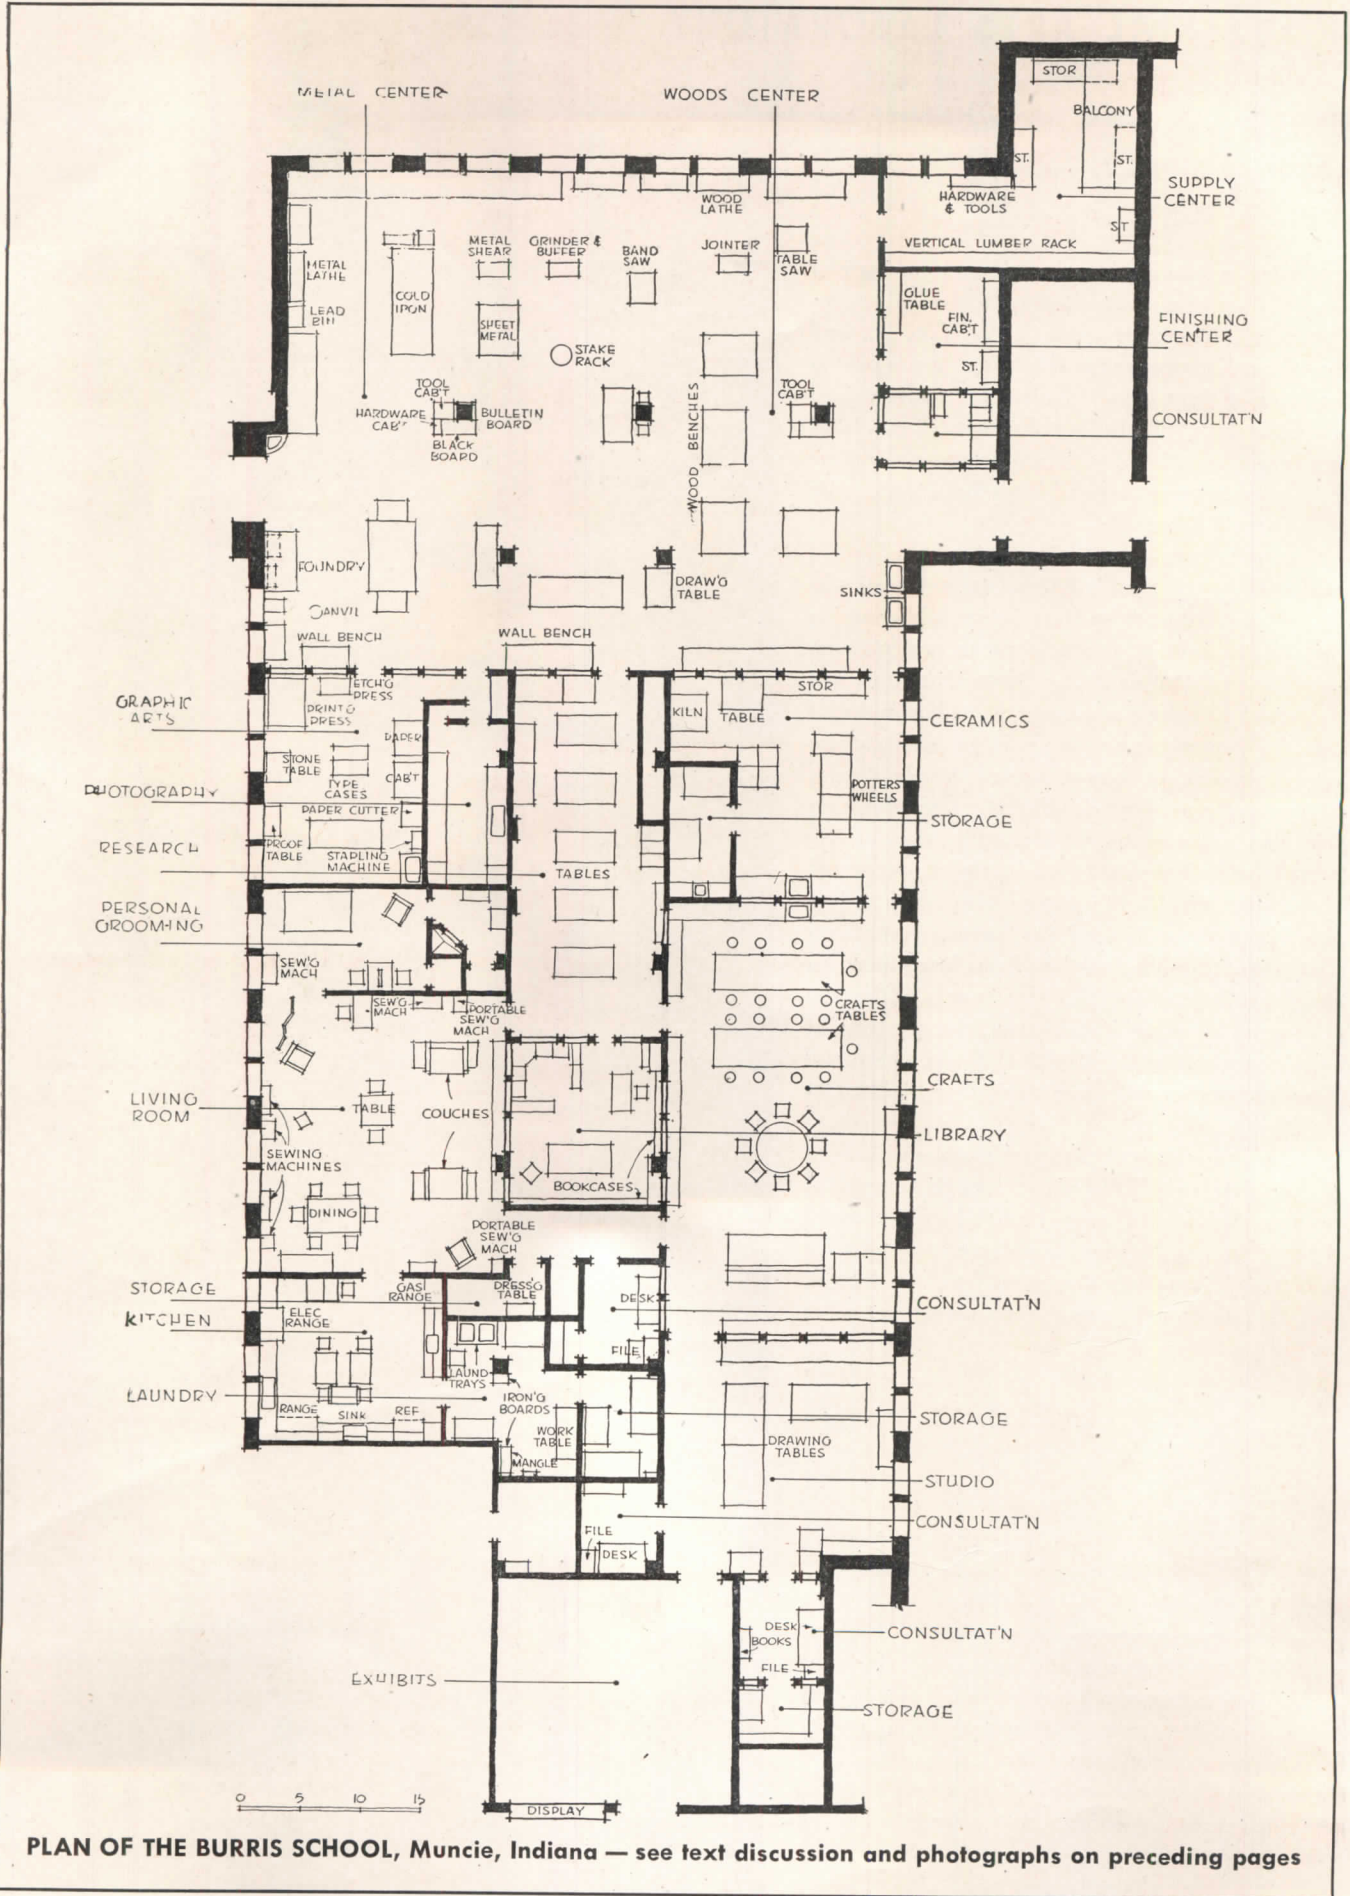 METAL CENTER
WOODS CENTER
STOR
BALCONY
ST.
ST.
SUPPLY
CENTER
HARDWARE
& TOOLS
ST
VERTICAL LUMBER RACK
WOOD
LATHE
METAL
SHEAR
GRINDER &
BUFFER
BAND
SAW
JOINTER
TABLE
SAW
METAL
LATHE
LEAD
BIN
COLD
IRON
SHEET
METAL
STAKE
RACK
GLUE
TABLE
FIN.
CAB'T
ST.
FINISHING
CENTER
TOOL
CAB'T
HARDWARE
CAB'T
BULLETIN
BOARD
BLACK
BOARD
WOOD BENCHES
TOOL
CAB'T
CONSULTAT'N
FOUNDRY
ANVIL
WALL BENCH
WALL BENCH
DRAW'G
TABLE
SINKS
GRAPHIC
ARTS
ETCH'G
PRESS
PRINT'G
PRESS
PAPER
CAB'T
STONE
TABLE
TYPE
CASES
PAPER CUTTER
PROOF
TABLE
STAPLING
MACHINE
PHOTOGRAPHY
RESEARCH
TABLES
KILN
TABLE
STOR
CERAMICS
POTTERS
WHEELS
STORAGE
PERSONAL
GROOMING
SEW'G
MACH
SEW'G
MACH
PORTABLE
SEW'G
MACH
CRAFTS
TABLES
CRAFTS
LIVING
ROOM
TABLE
COUCHES
SEWING
MACHINES
DINING
LIBRARY
BOOKCASES
PORTABLE
SEW'G
MACH
STORAGE
GAS
RANGE
DRESS'G
TABLE
DESK
CONSULTAT'N
KITCHEN
ELEC
RANGE
FILE
LAUND
TRAYS
LAUNDRY
IRON'G
BOARDS
RANGE
SINK
REF
WORK
TABLE
MANGLE
STORAGE
DRAWING
TABLES
STUDIO
CONSULTAT'N
FILE
DESK
DESK
BOOKS
CONSULTAT'N
FILE
EXHIBITS
STORAGE
0 5 10 15
DISPLAY
PLAN OF THE BURRIS SCHOOL, Muncie, Indiana — see text discussion and photographs on preceding pages